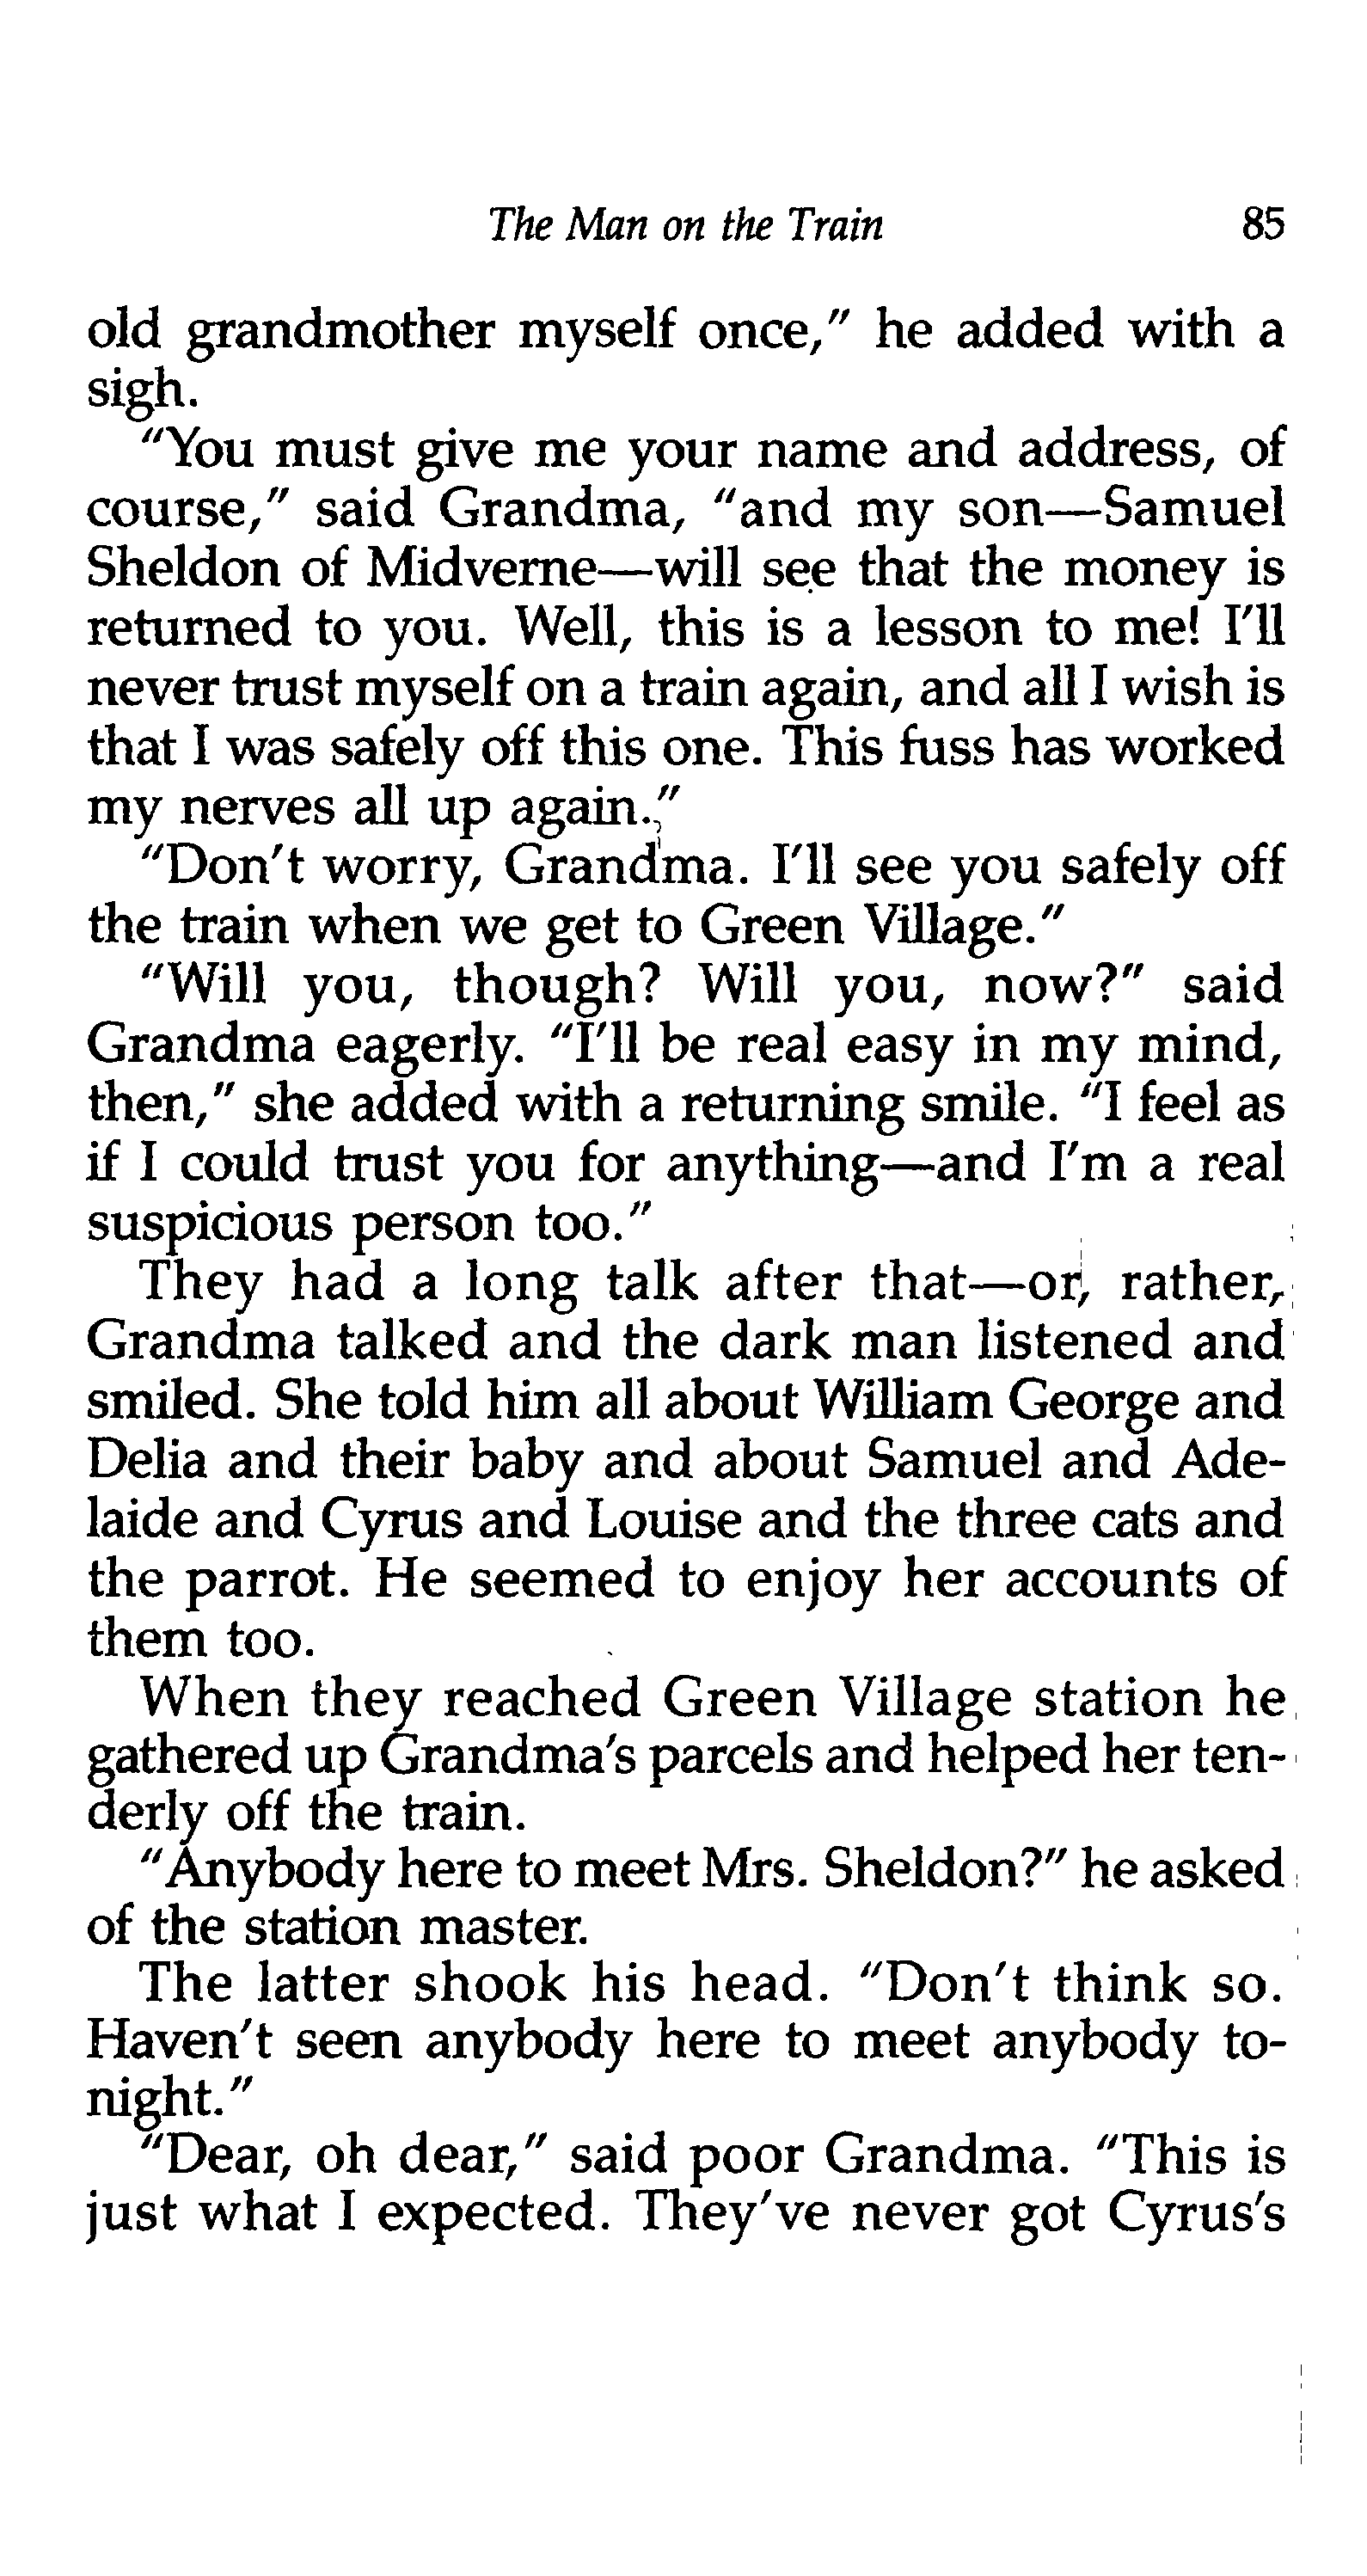 The Man on the Train 85
old grandmother myself once," he added with a
sigh.
"You must give me your name and address, of
course," said Grandma, "and my son—Samuel
Sheldon of Midverne—will see that the money is
returned to you. Well, this is a lesson to me! I'll
never trust myself on a train again, and all I wish is
that I was safely off this one. This fuss has worked
my nerves all up again."
"Don't worry, Grandma. I'll see you safely off
the train when we get to Green Village."
"Will you, though? Will you, now?" said
Grandma eagerly. "I'll be real easy in my mind,
then," she added with a returning smile. "I feel as
if I could trust you for anything—and I'm a real
suspicious person too."
They had a long talk after that—or, rather,
Grandma talked and the dark man listened and
smiled. She told him all about William George and
Delia and their baby and about Samuel and Ade-
laide and Cyrus and Louise and the three cats and
the parrot. He seemed to enjoy her accounts of
them too.
When they reached Green Village station he
gathered up Grandma's parcels and helped her ten-
derly off the train.
"Anybody here to meet Mrs. Sheldon?" he asked
of the station master.
The latter shook his head. "Don't think so.
Haven't seen anybody here to meet anybody to-
night."
"Dear, oh dear," said poor Grandma. "This is
just what I expected. They've never got Cyrus's